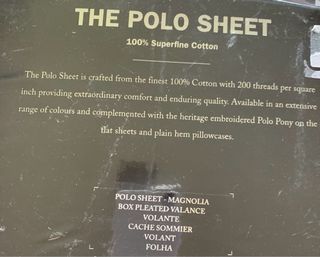 THE POLO SHEET
100% Superfine Cotton
The Polo Sheet is crafted from the finest 100% Cotton with 200 threads per square
inch providing extraordinary comfort and enduring quality. Available in an extensive
range of colours and complemented with the heritage embroidered Polo Pony on the
flat sheets and plain hem pillowcases.
POLO SHEET - MAGNOLIA
BOX PLEATED VALANCE
VOLANTE
CACHE SOMMIER
VOLANT
FOLHA